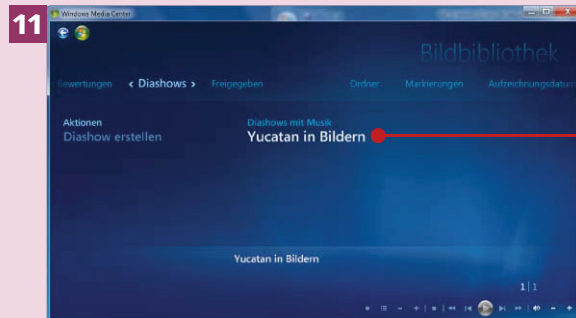 11
Windows Media Center
Bildbibliothek
Bewertungen < Diashows > Freigegeben Ordner Markierungen Aufzeichnungsdatum
Aktionen
Diashow erstellen
Diashows mit Musik
Yucatan in Bildern
Yucatan in Bildern
1|1